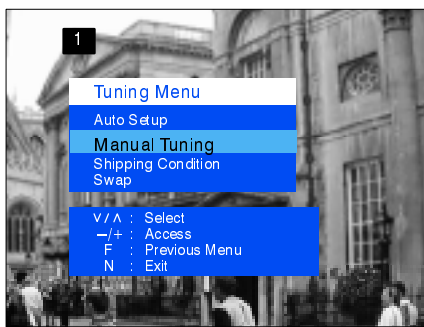 1
Tuning Menu
Auto Setup
Manual Tuning
Shipping Condition
Swap
∨/∧ : Select
−/+ : Access
F : Previous Menu
N : Exit